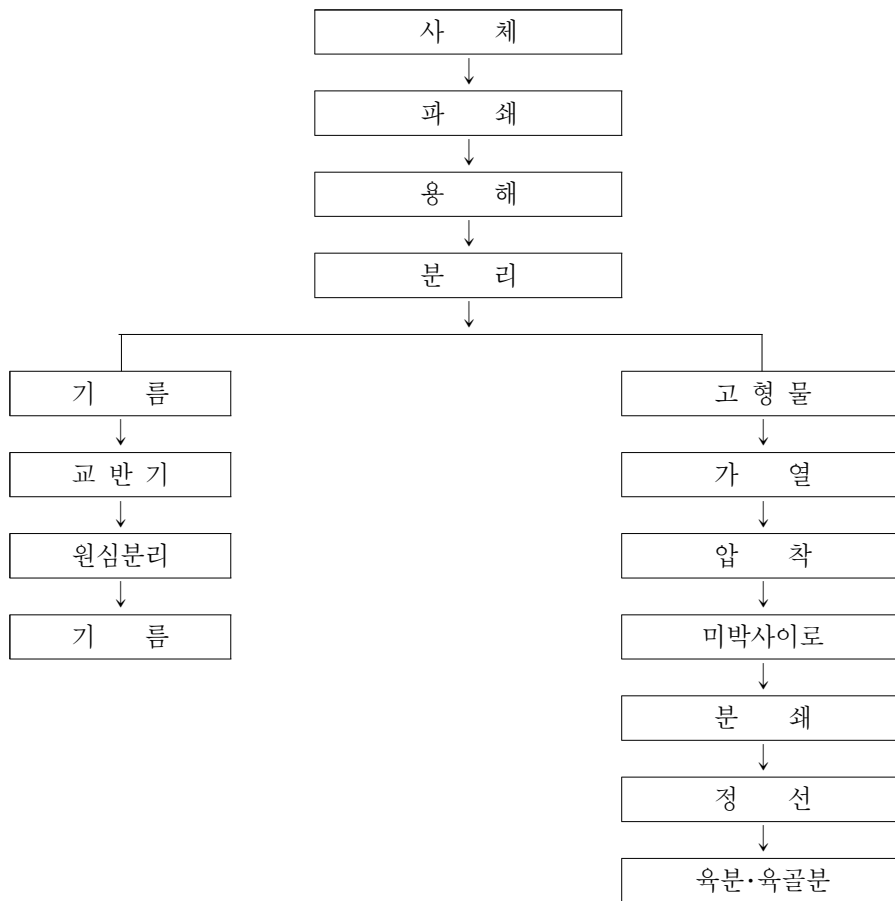 사 체
파 쇄
용 해
분 리
기 름
교 반 기
원심분리
기 름
고 형 물
가 열
압 착
미박사이로
분 쇄
정 선
육분·육골분